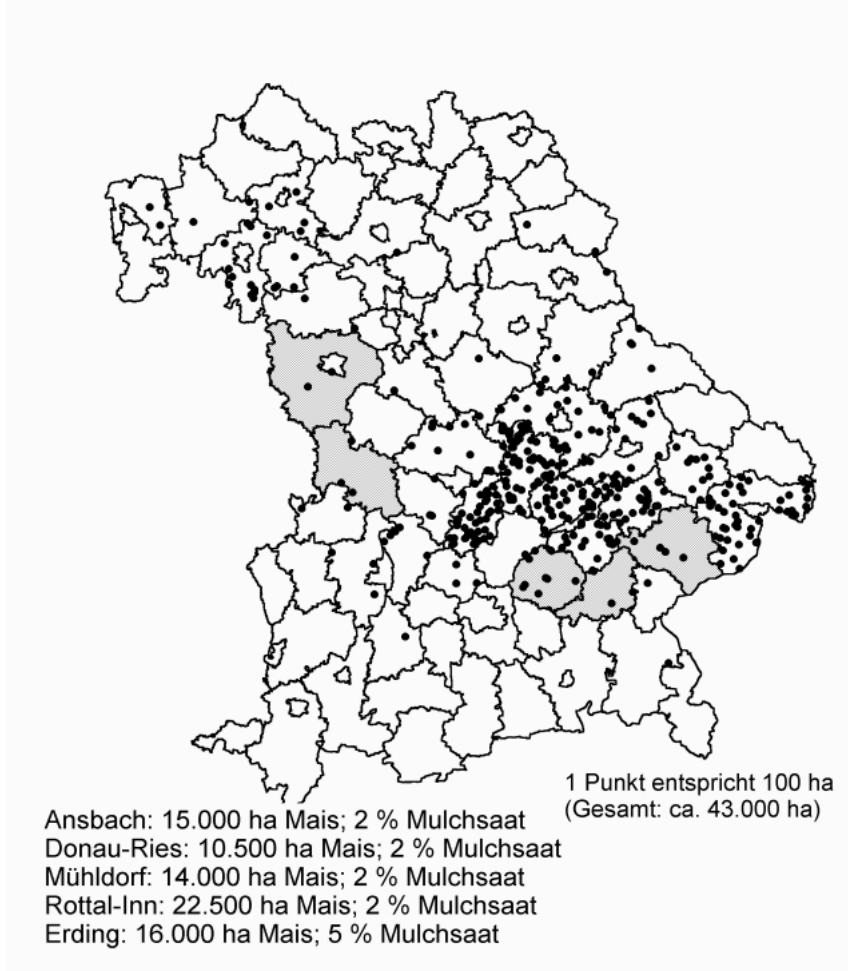 1 Punkt entspricht 100 ha
(Gesamt: ca. 43.000 ha)
Ansbach: 15.000 ha Mais; 2 % Mulchsaat
Donau-Ries: 10.500 ha Mais; 2 % Mulchsaat
Mühldorf: 14.000 ha Mais; 2 % Mulchsaat
Rottal-Inn: 22.500 ha Mais; 2 % Mulchsaat
Erding: 16.000 ha Mais; 5 % Mulchsaat